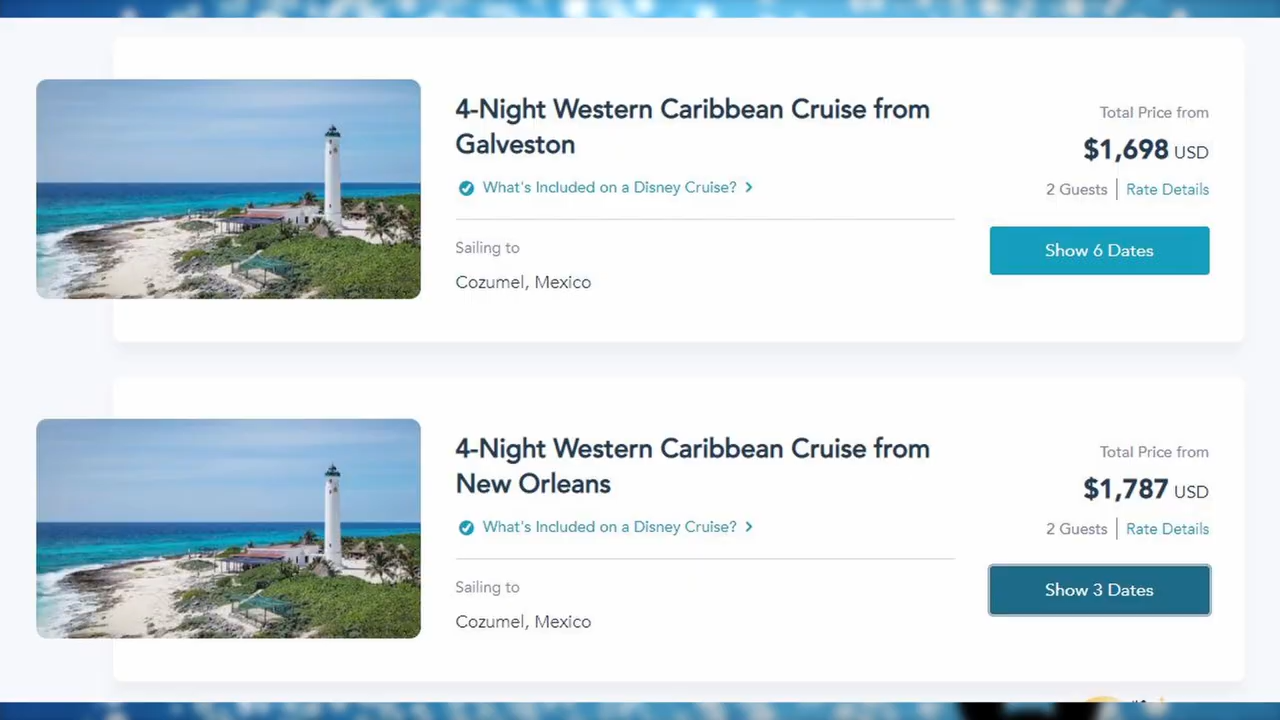 4-Night Western Caribbean Cruise from
Galveston
What's Included on a Disney Cruise?
Sailing to
Cozumel, Mexico
Total Price from
$1,698 USD
2 Guests | Rate Details
Show 6 Dates
4-Night Western Caribbean Cruise from
New Orleans
What's Included on a Disney Cruise?
Sailing to
Cozumel, Mexico
Total Price from
$1,787 USD
2 Guests | Rate Details
Show 3 Dates